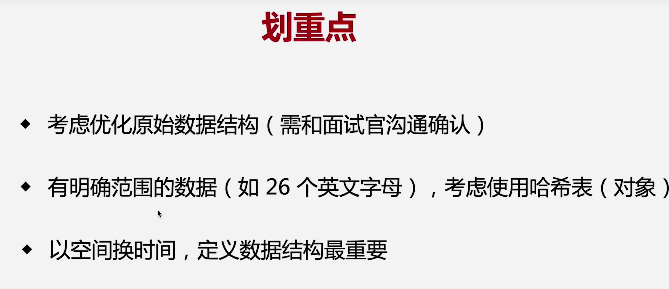 划重点
◆ 考虑优化原始数据结构（需和面试官沟通确认）
◆ 有明确范围的数据（如 26 个英文字母），考虑使用哈希表（对象）
◆ 以空间换时间，定义数据结构最重要